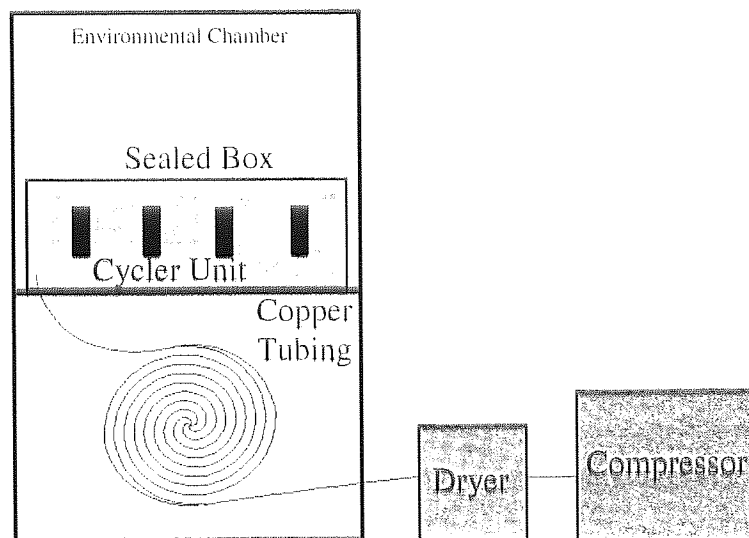 Environmental Chamber
Sealed Box
Cycler Unit
Copper
Tubing
Dryer
Compressor